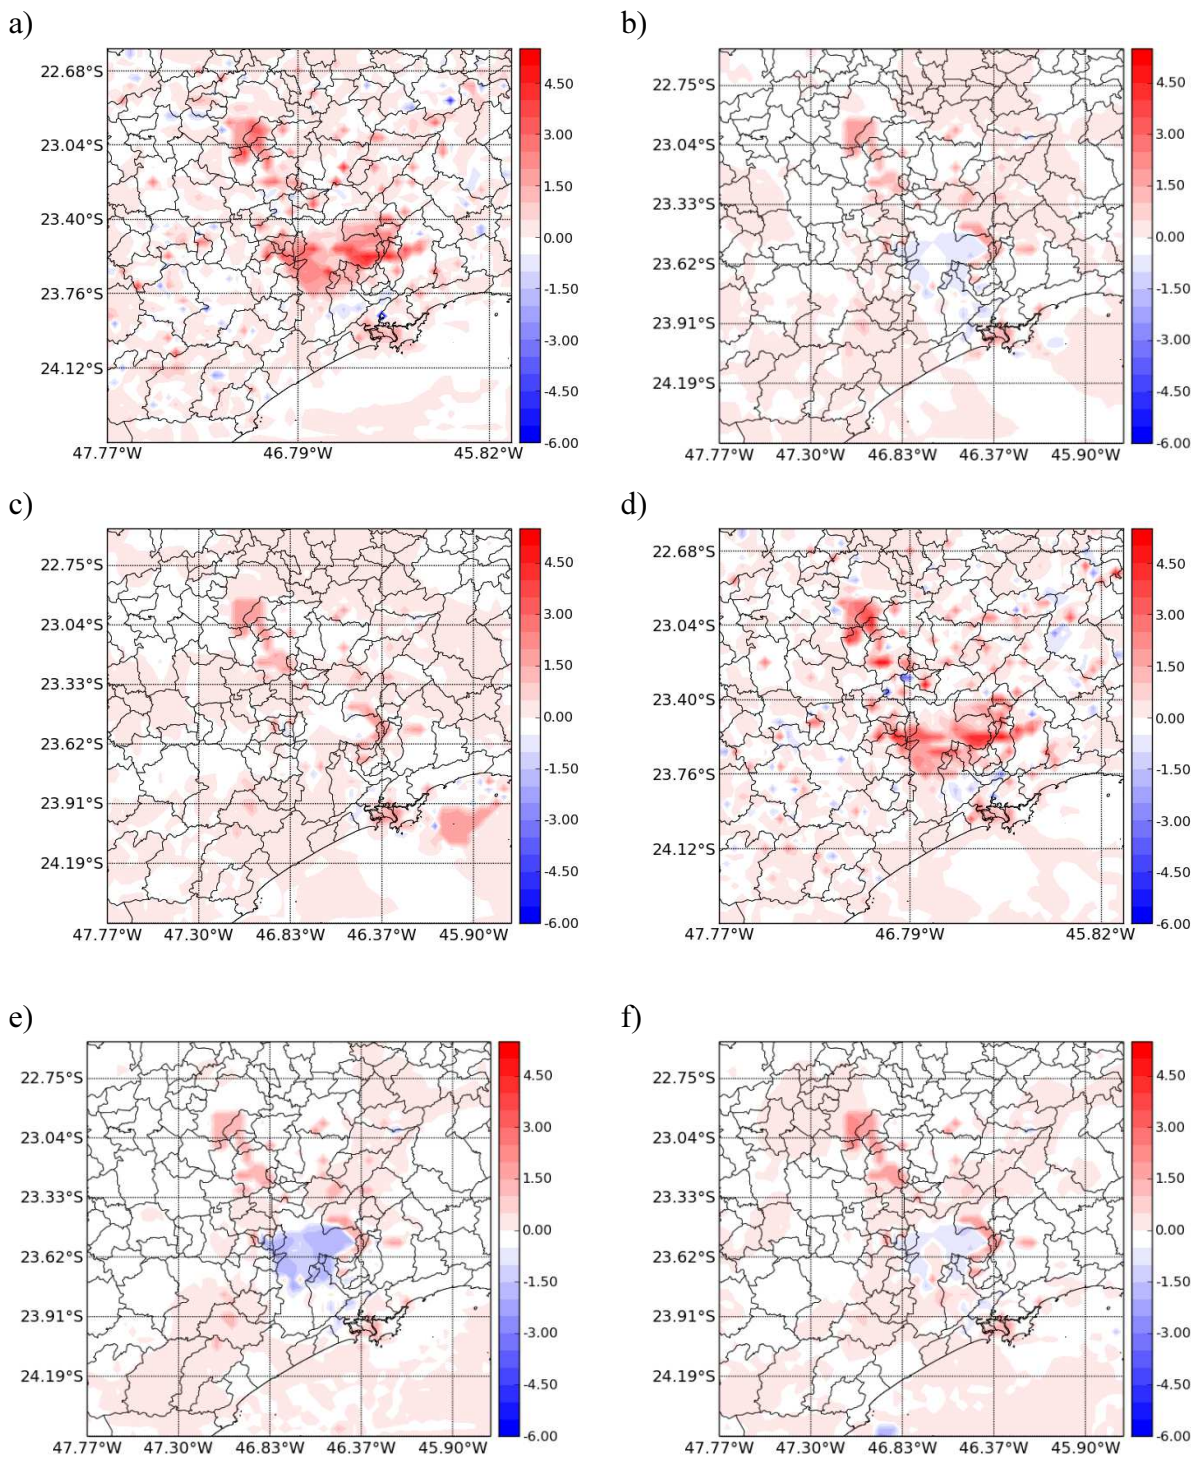 a)
b)
22.68°S
23.04°S
23.40°S
23.76°S
24.12°S
47.77°W 46.79°W 45.82°W
4.50
3.00
1.50
0.00
-1.50
-3.00
-4.50
-6.00
22.75°S
23.04°S
23.33°S
23.62°S
23.91°S
24.19°S
47.77°W 47.30°W 46.83°W 46.37°W 45.90°W
4.50
3.00
1.50
0.00
-1.50
-3.00
-4.50
-6.00
c)
d)
22.75°S
23.04°S
23.33°S
23.62°S
23.91°S
24.19°S
47.77°W 47.30°W 46.83°W 46.37°W 45.90°W
4.50
3.00
1.50
0.00
-1.50
-3.00
-4.50
-6.00
22.68°S
23.04°S
23.40°S
23.76°S
24.12°S
47.77°W 46.79°W 45.82°W
4.50
3.00
1.50
0.00
-1.50
-3.00
-4.50
-6.00
e)
f)
22.75°S
23.04°S
23.33°S
23.62°S
23.91°S
24.19°S
47.77°W 47.30°W 46.83°W 46.37°W 45.90°W
4.50
3.00
1.50
0.00
-1.50
-3.00
-4.50
-6.00
22.75°S
23.04°S
23.33°S
23.62°S
23.91°S
24.19°S
47.77°W 47.30°W 46.83°W 46.37°W 45.90°W
4.50
3.00
1.50
0.00
-1.50
-3.00
-4.50
-6.00